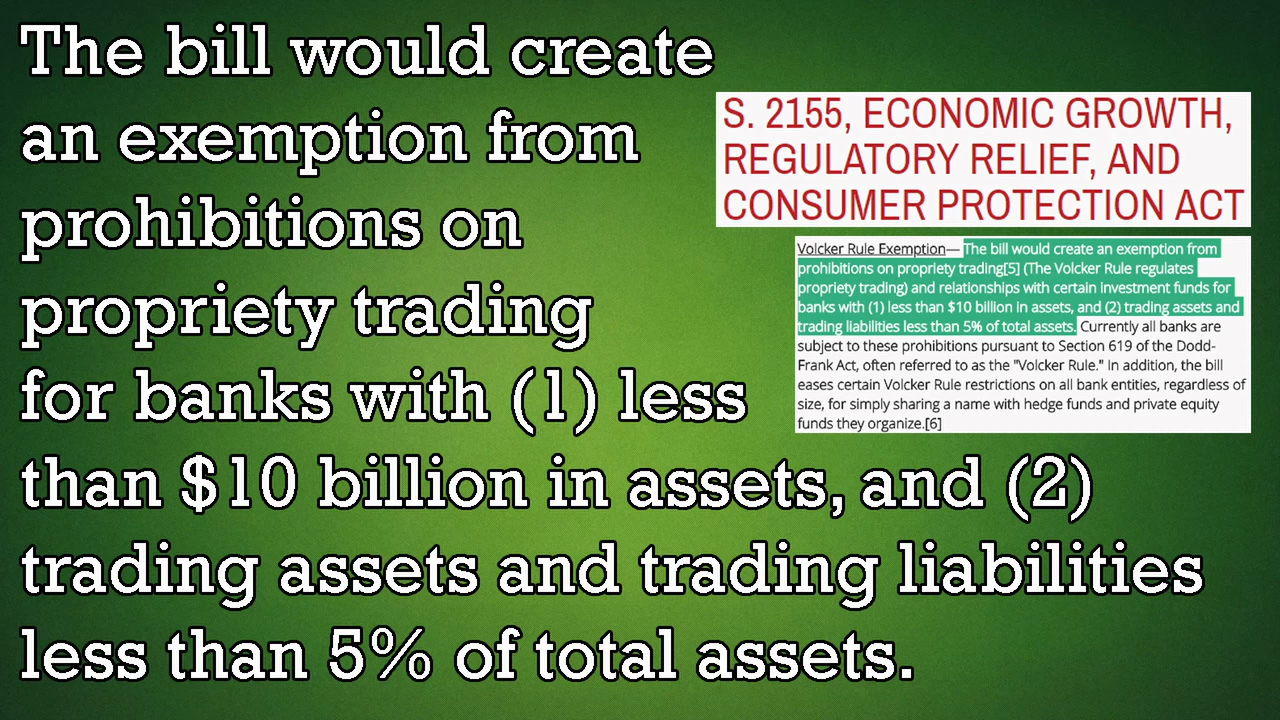 The bill would create
an exemption from
prohibitions on
propriety trading
for banks with (1) less
than $10 billion in assets, and (2)
trading assets and trading liabilities
less than 5% of total assets.
S. 2155, ECONOMIC GROWTH,
REGULATORY RELIEF, AND
CONSUMER PROTECTION ACT
Volcker Rule Exemption— The bill would create an exemption from
prohibitions on propriety trading[5] (The Volcker Rule regulates
propriety trading) and relationships with certain investment funds for
banks with (1) less than $10 billion in assets, and (2) trading assets and
trading liabilities less than 5% of total assets. Currently all banks are
subject to these prohibitions pursuant to Section 619 of the Dodd-
Frank Act, often referred to as the "Volcker Rule." In addition, the bill
eases certain Volcker Rule restrictions on all bank entities, regardless of
size, for simply sharing a name with hedge funds and private equity
funds they organize.[6]